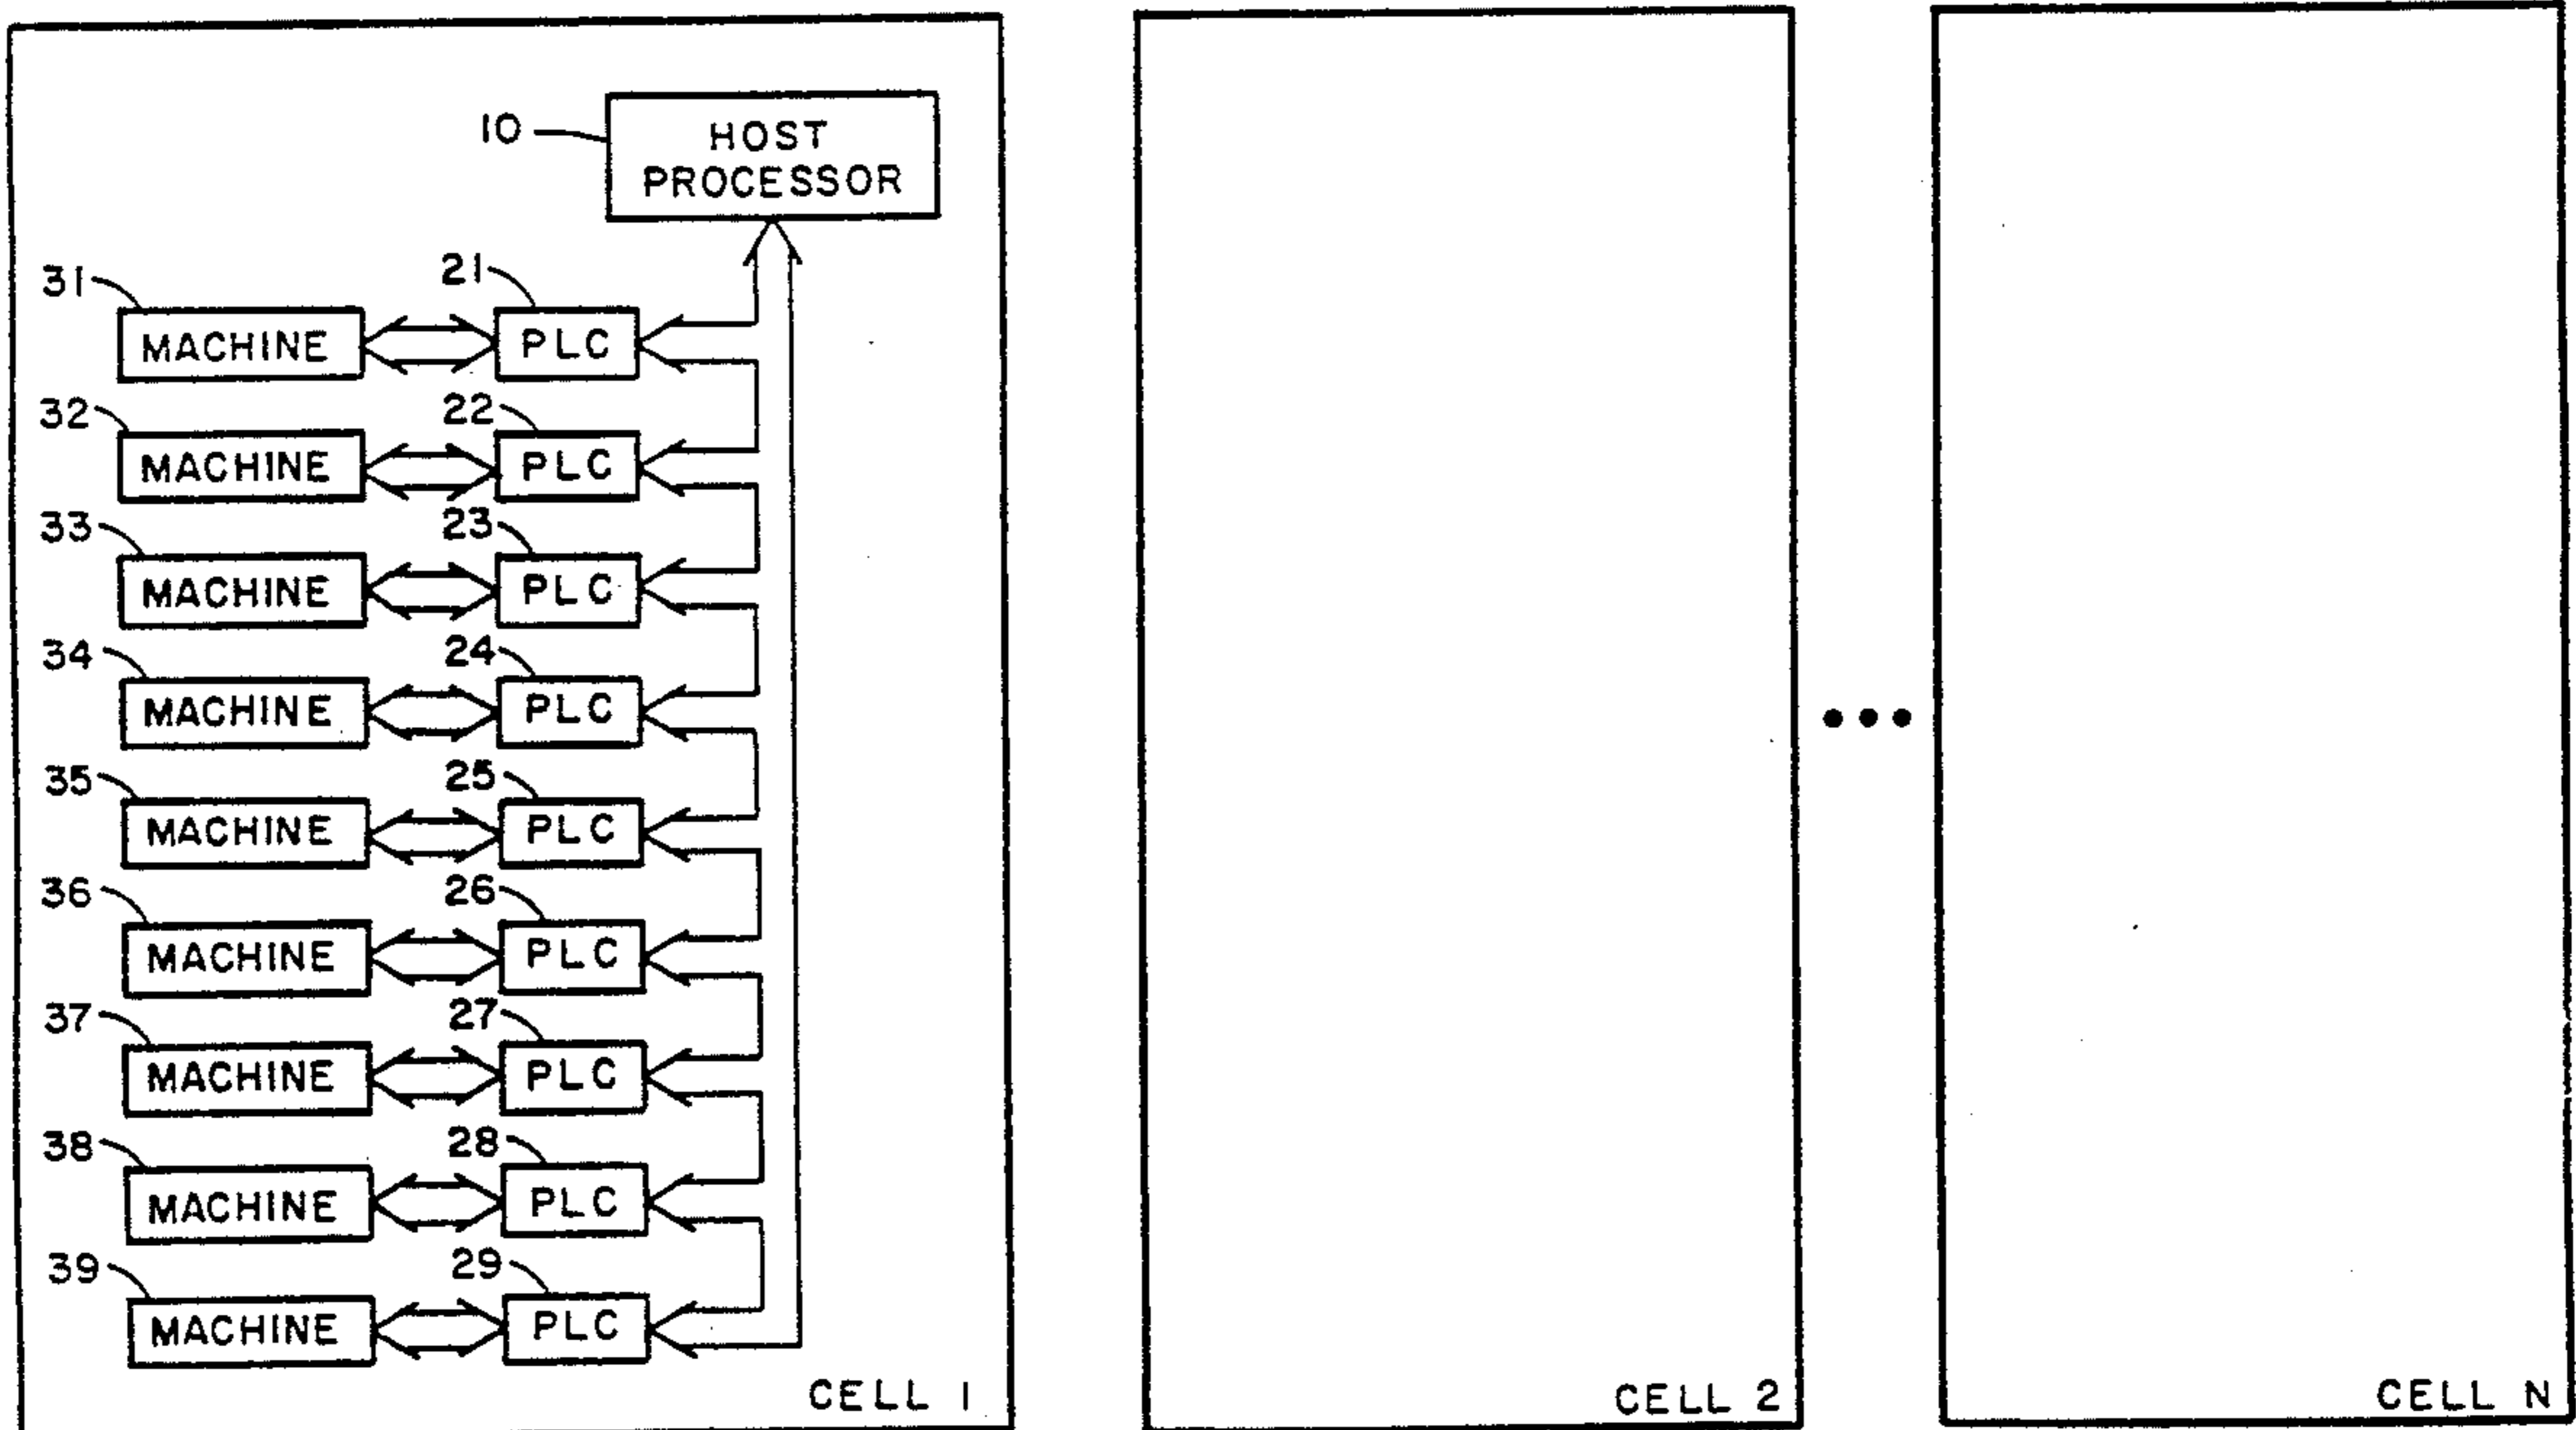 10
HOST
PROCESSOR
31
21
MACHINE
PLC
32
22
MACHINE
PLC
33
23
MACHINE
PLC
34
24
MACHINE
PLC
35
25
MACHINE
PLC
36
26
MACHINE
PLC
37
27
MACHINE
PLC
38
28
MACHINE
PLC
39
29
MACHINE
PLC
CELL 1
CELL 2
CELL N